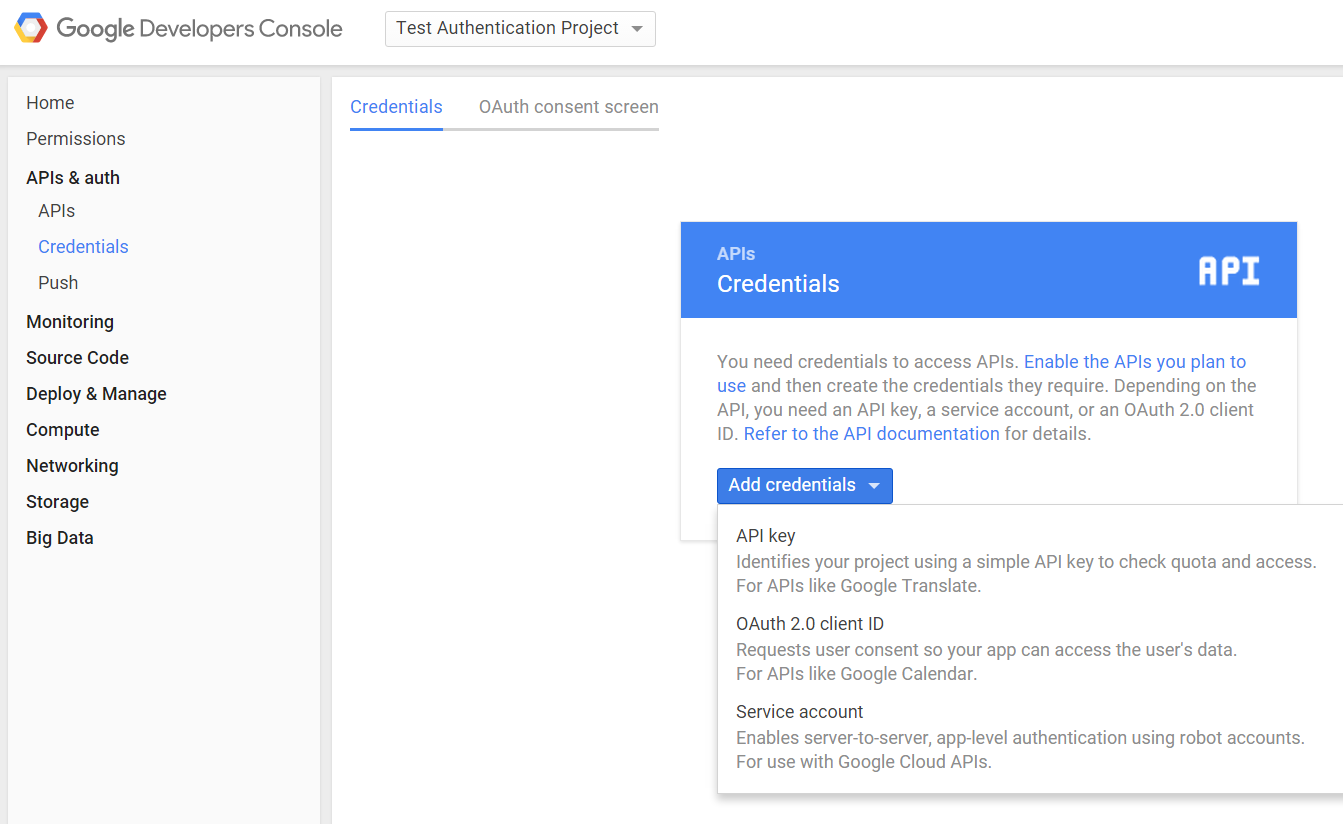 Google Developers Console
Test Authentication Project
Home
Permissions
APIs & auth
APIs
Credentials
Push
Monitoring
Source Code
Deploy & Manage
Compute
Networking
Storage
Big Data
Credentials
OAuth consent screen
APIs
Credentials
API
You need credentials to access APIs. Enable the APIs you plan to
use and then create the credentials they require. Depending on the
API, you need an API key, a service account, or an OAuth 2.0 client
ID. Refer to the API documentation for details.
Add credentials
API key
Identifies your project using a simple API key to check quota and access.
For APIs like Google Translate.
OAuth 2.0 client ID
Requests user consent so your app can access the user's data.
For APIs like Google Calendar.
Service account
Enables server-to-server, app-level authentication using robot accounts.
For use with Google Cloud APIs.